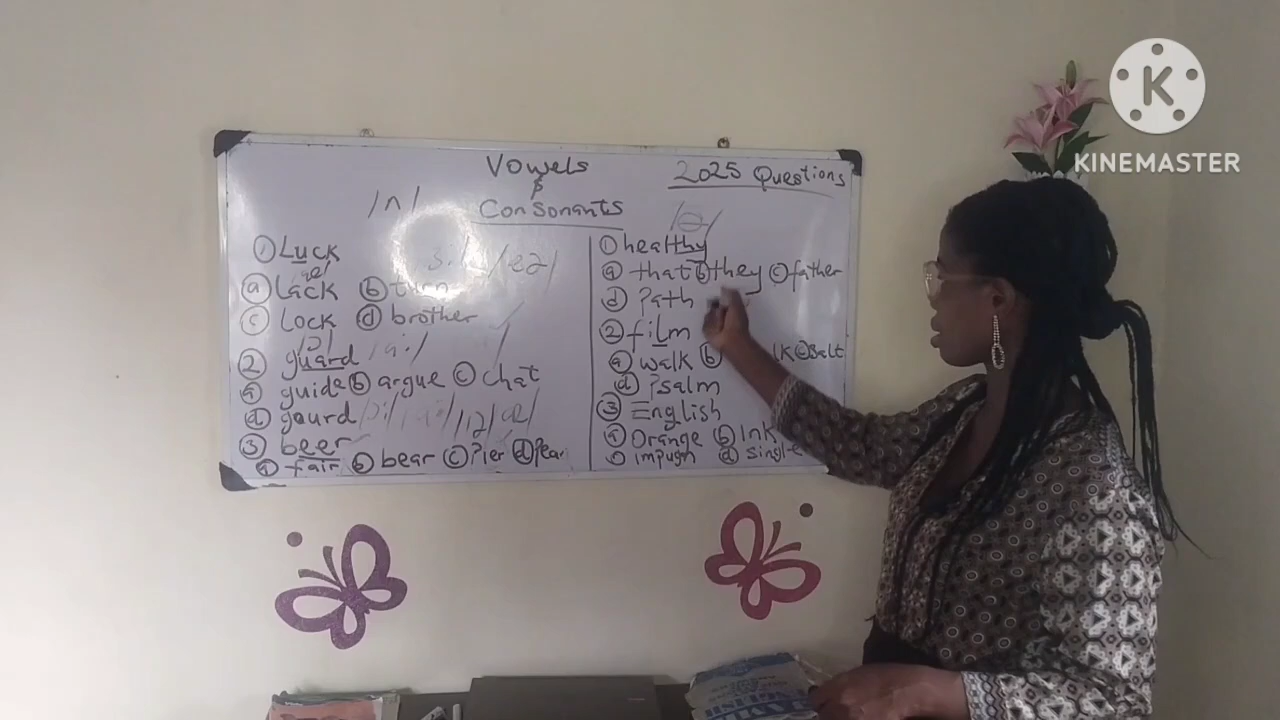 Vowels
&
Consonants
/ʌ/
① Luck
/æ/
ⓐ lack ⓑ turn
ⓒ lock ⓓ brother
② guard
ⓐ guide ⓑ argue ⓒ chat
ⓓ gourd
③ beer
ⓐ fair ⓑ bear ⓒ Pier ⓓ Pear
2025 Questions
/θ/
① healthy
ⓐ that ⓑ they ⓒ father
ⓓ Path
② film
ⓐ walk ⓑ
ⓒ Salt
ⓓ Psalm
③ English
ⓐ Orange ⓑ Ink
ⓒ impugn ⓓ single
K
KINEMASTER